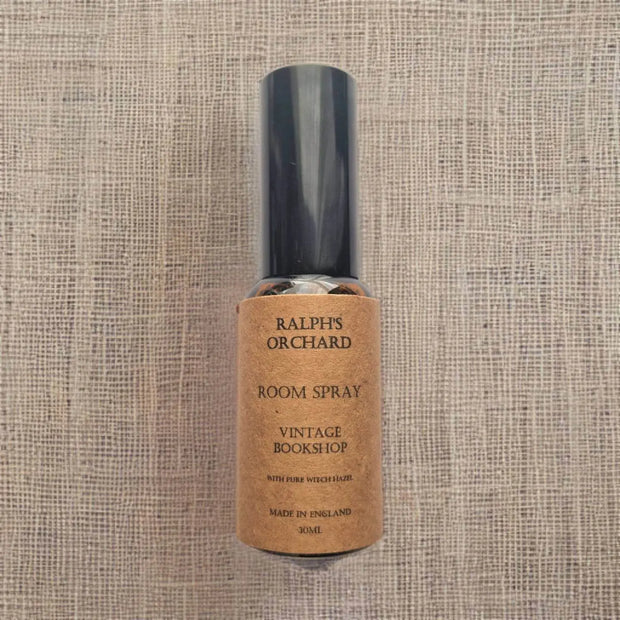 RALPH'S
ORCHARD
ROOM SPRAY
VINTAGE
BOOKSHOP
WITH PURE WITCH HAZEL
MADE IN ENGLAND
30ML